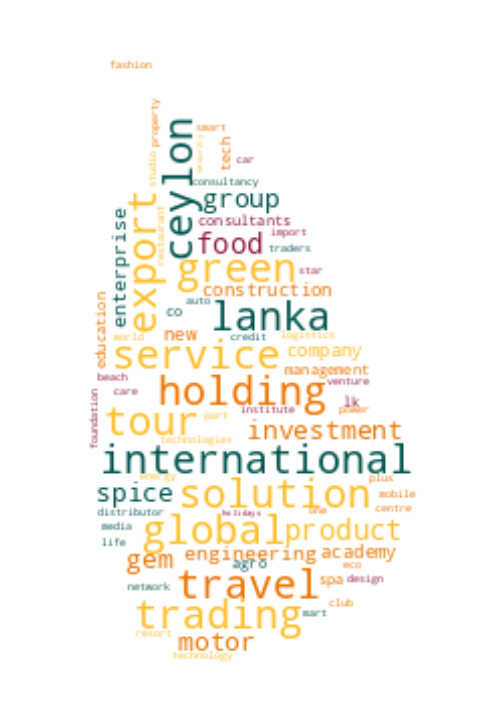 fashion
property
smart
ceylon
studio
security
tech
car
consultancy
export
group
enterprise
restaurant
consultants
import
food
traders
green
star
construction
education
auto
co
lanka
new
credit
logistics
world
service
company
management
beach
venture
care
holding
foundation
lk
institute
power
tour
part
investment
technologies
international
energy
plus
spice
solution
mobile
distributor
holidays
one
centre
media
global
product
life
engineering
academy
gem
agro
eco
network
travel
spa
design
club
trading
mart
resort
motor
technology